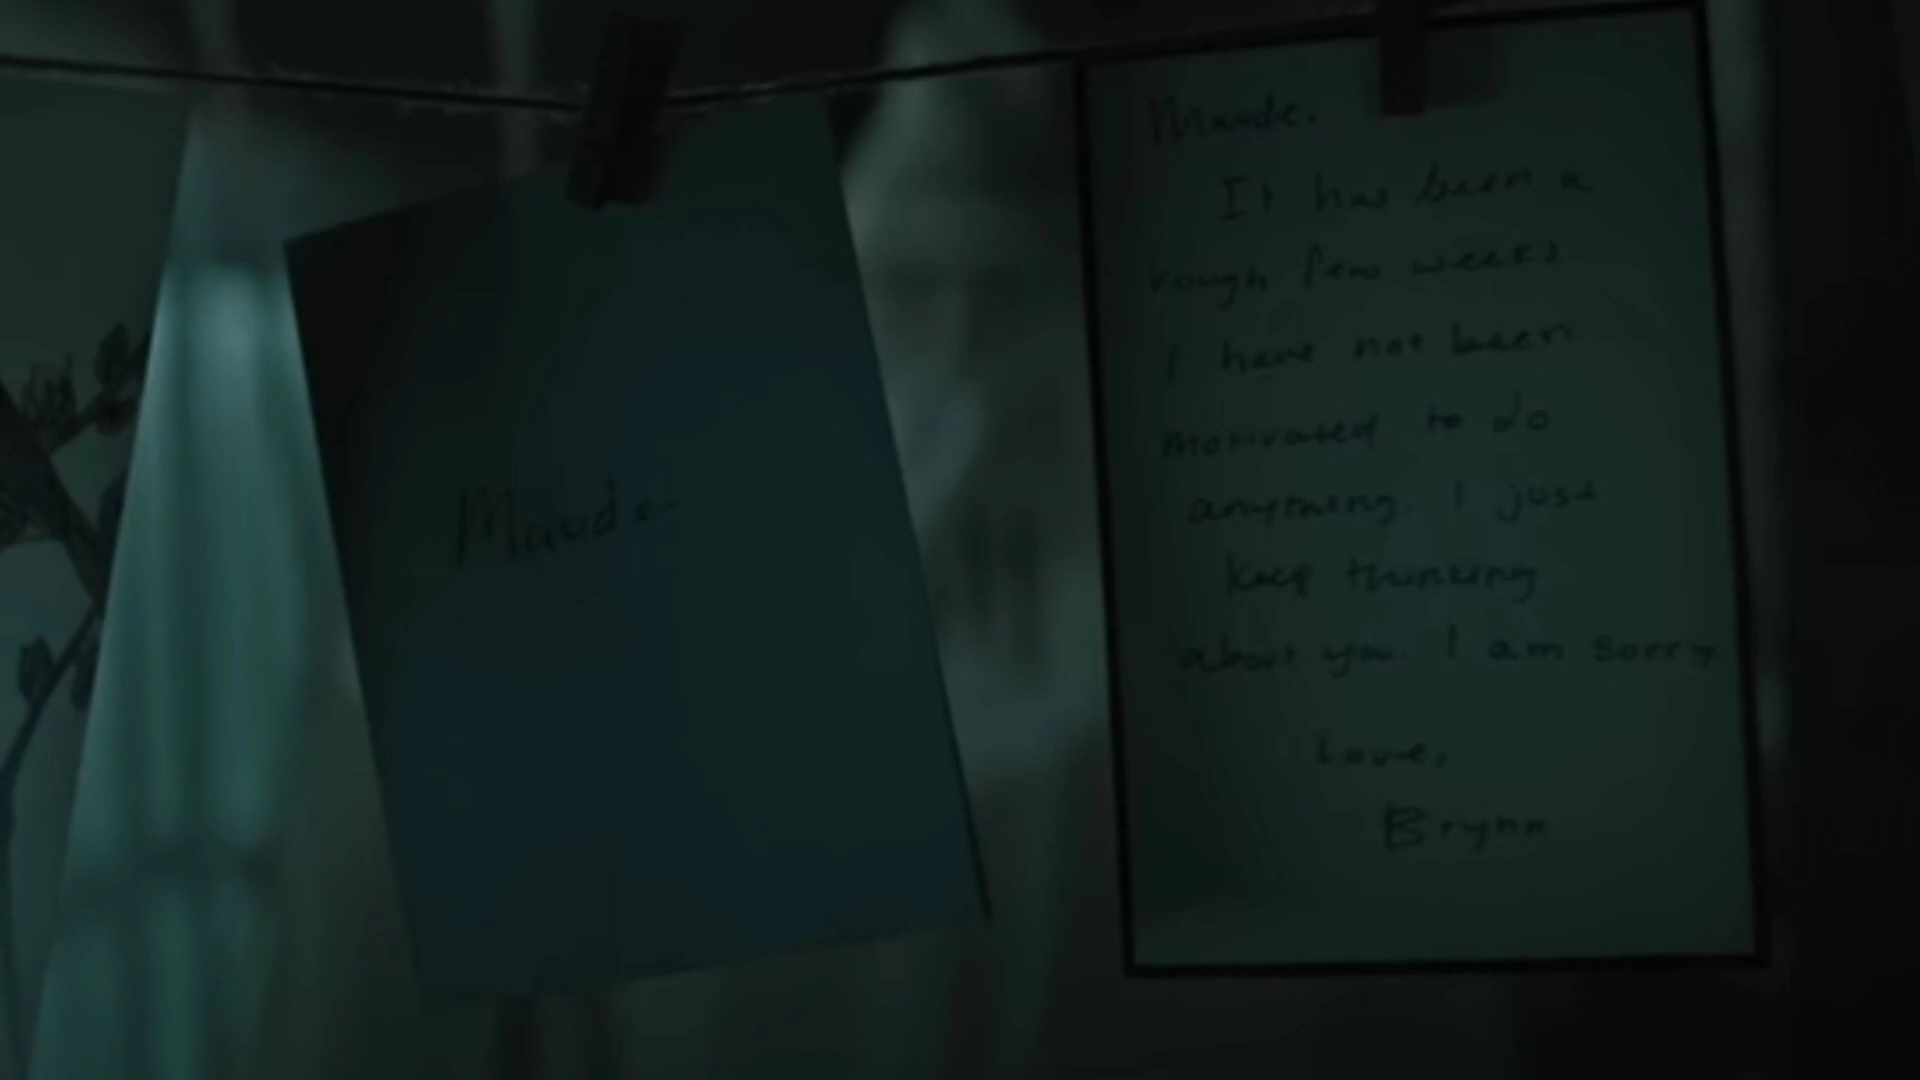 Maude.
Maude,
It has been a
rough few weeks
I have not been
motivated to do
anything. I just
keep thinking
about you. I am sorry.
Love,
Brynn